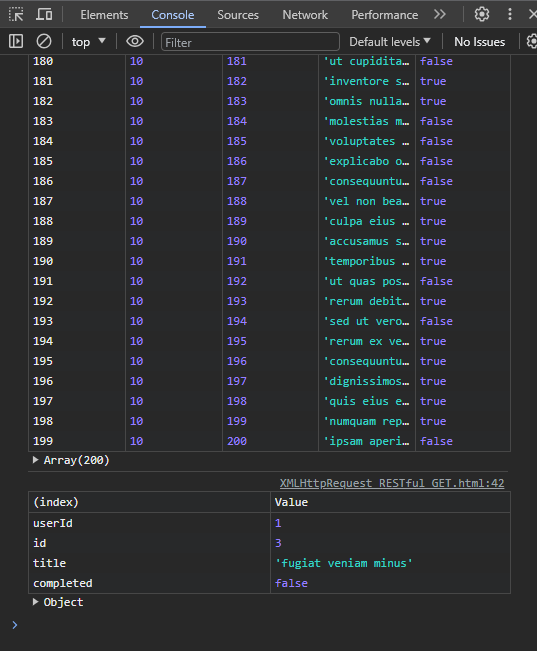 Elements Console Sources Network Performance
top Filter Default levels No Issues
180 10 181 'ut cupidita… false
181 10 182 'inventore s… true
182 10 183 'omnis nulla… true
183 10 184 'molestias m… false
184 10 185 'voluptates … false
185 10 186 'explicabo o… false
186 10 187 'consequuntu… false
187 10 188 'vel non bea… true
188 10 189 'culpa eius … true
189 10 190 'accusamus s… true
190 10 191 'temporibus … true
191 10 192 'ut quas pos… false
192 10 193 'rerum debit… true
193 10 194 'sed ut vero… false
194 10 195 'rerum ex ve… true
195 10 196 'consequuntu… true
196 10 197 'dignissimos… true
197 10 198 'quis eius e… true
198 10 199 'numquam rep… true
199 10 200 'ipsam aperi… false
Array(200)
XMLHttpRequest RESTful GET.html:42
(index) Value
userId 1
id 3
title 'fugiat veniam minus'
completed false
Object